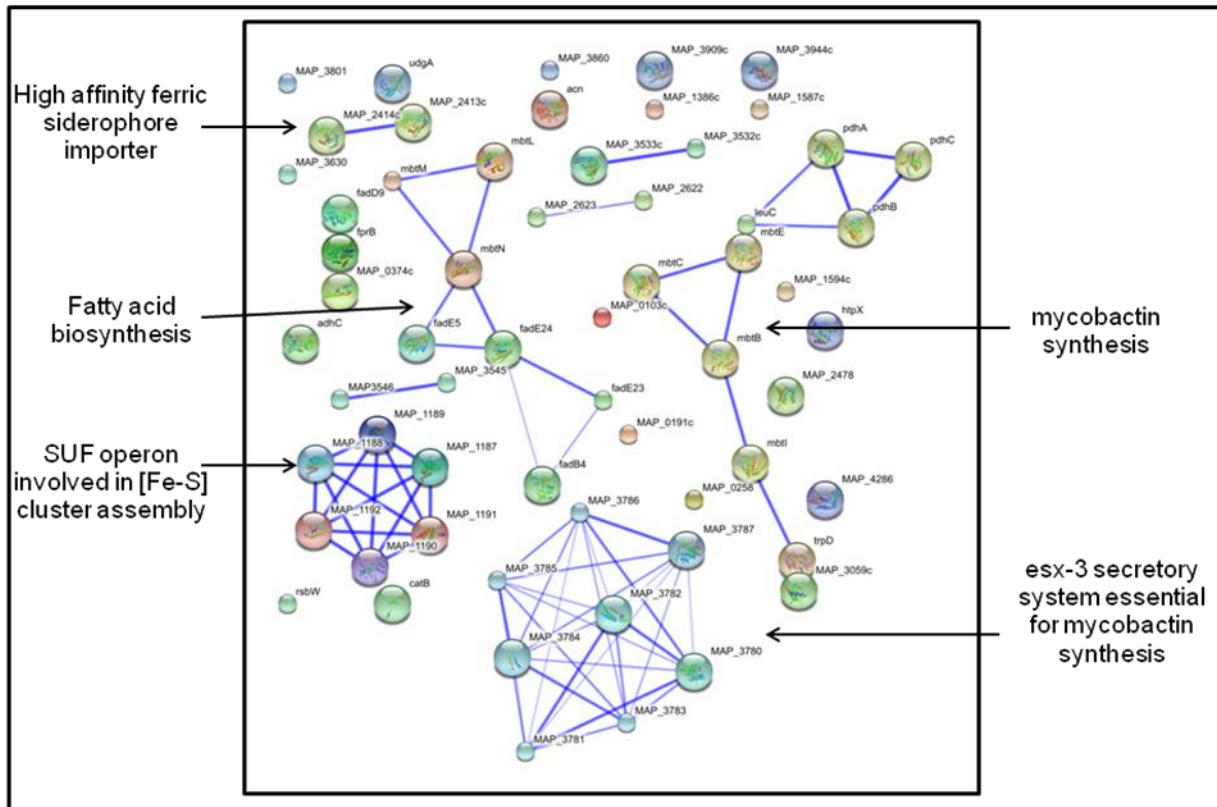 High affinity ferric
siderophore
importer
Fatty acid
biosynthesis
SUF operon
involved in [Fe-S]
cluster assembly
MAP_3801
udgA
MAP_3860
acn
MAP_3909c
MAP_3944c
MAP_1386c
MAP_1587c
MAP_2414c
MAP_2413c
MAP_3630
mbtM
mbtL
MAP_3533c
MAP_3532c
pdhA
pdhC
fadD9
MAP_2623
MAP_2622
leuC
pdhB
fprB
mbtN
mbtC
mbtE
MAP_0374c
MAP_0103c
MAP_1594c
adhC
fadE5
fadE24
mbtB
htpX
MAP3546
MAP_3545
fadE23
MAP_2478
MAP_1189
MAP_0191c
MAP_1188
MAP_1187
fadB4
mbtI
MAP_1192
MAP_1191
MAP_1190
MAP_3786
MAP_0258
MAP_4286
MAP_3787
trpD
MAP_3785
MAP_3059c
rsbW
catB
MAP_3782
MAP_3784
MAP_3780
MAP_3783
MAP_3781
mycobactin
synthesis
esx-3 secretory
system essential
for mycobactin
synthesis